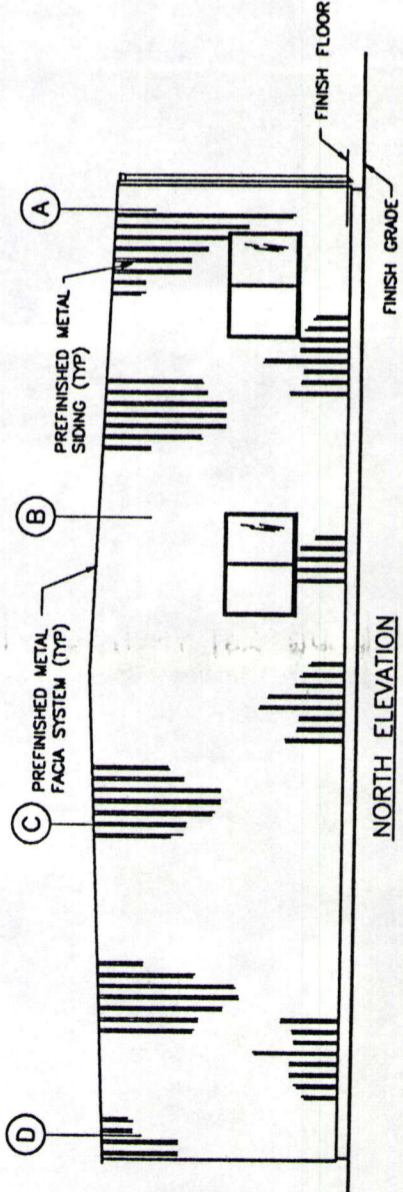 D
C
B
A
PREFINISHED METAL
FACIA SYSTEM (TYP)
PREFINISHED METAL
SIDING (TYP)
FINISH FLOOR
FINISH GRADE
NORTH ELEVATION